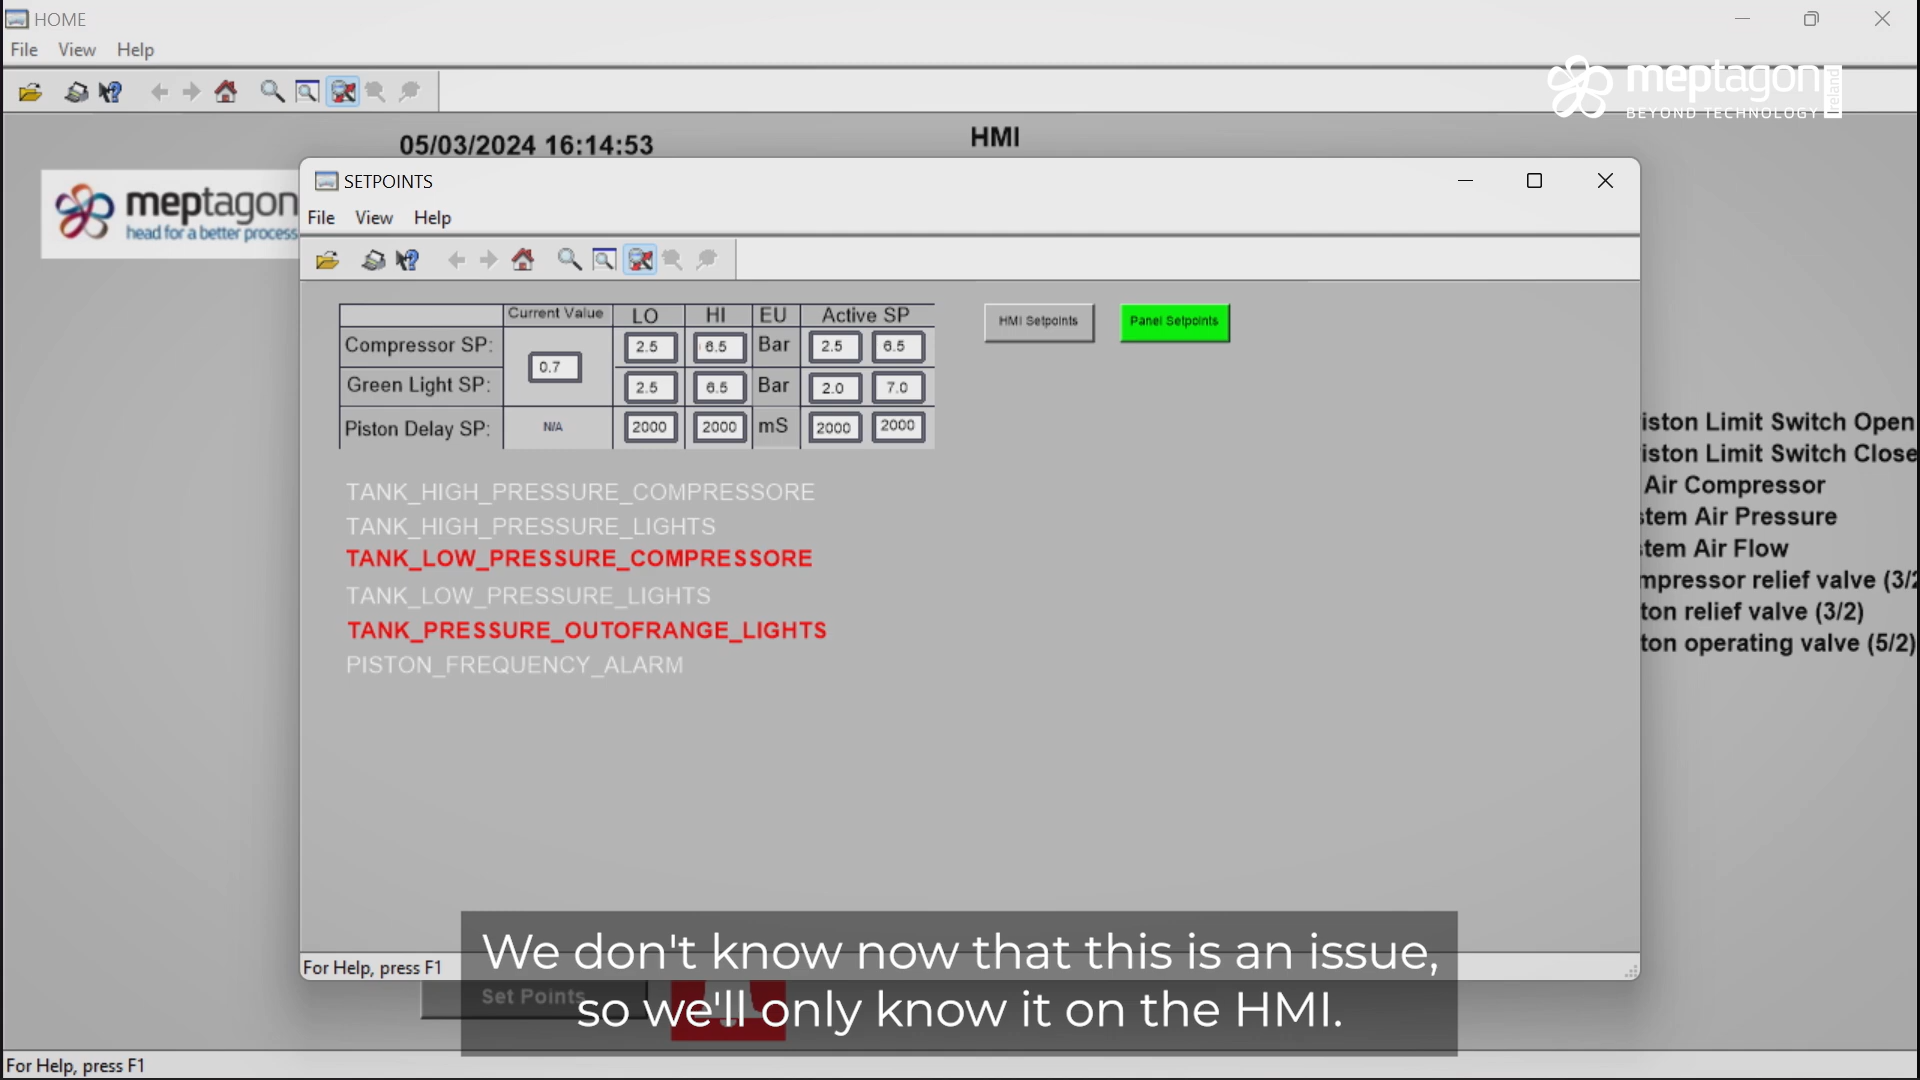 HOME
File View Help
meptagon
BEYOND TECHNOLOGY
Ireland
05/03/2024 16:14:53
HMI
meptagon
head for a better process
SETPOINTS
File View Help
Current Value LO HI EU Active SP
Compressor SP: 0.7 2.5 6.5 Bar 2.5 6.5
Green Light SP: 2.5 6.5 Bar 2.0 7.0
Piston Delay SP: N/A 2000 2000 mS 2000 2000
HMI Setpoints
Panel Setpoints
TANK_HIGH_PRESSURE_COMPRESSORE
TANK_HIGH_PRESSURE_LIGHTS
TANK_LOW_PRESSURE_COMPRESSORE
TANK_LOW_PRESSURE_LIGHTS
TANK_PRESSURE_OUTOFRANGE_LIGHTS
PISTON_FREQUENCY_ALARM
iston Limit Switch Open
iston Limit Switch Close
Air Compressor
stem Air Pressure
stem Air Flow
mpressor relief valve (3/2
ton relief valve (3/2)
ton operating valve (5/2)
For Help, press F1
Set Points
We don't know now that this is an issue,
so we'll only know it on the HMI.
For Help, press F1